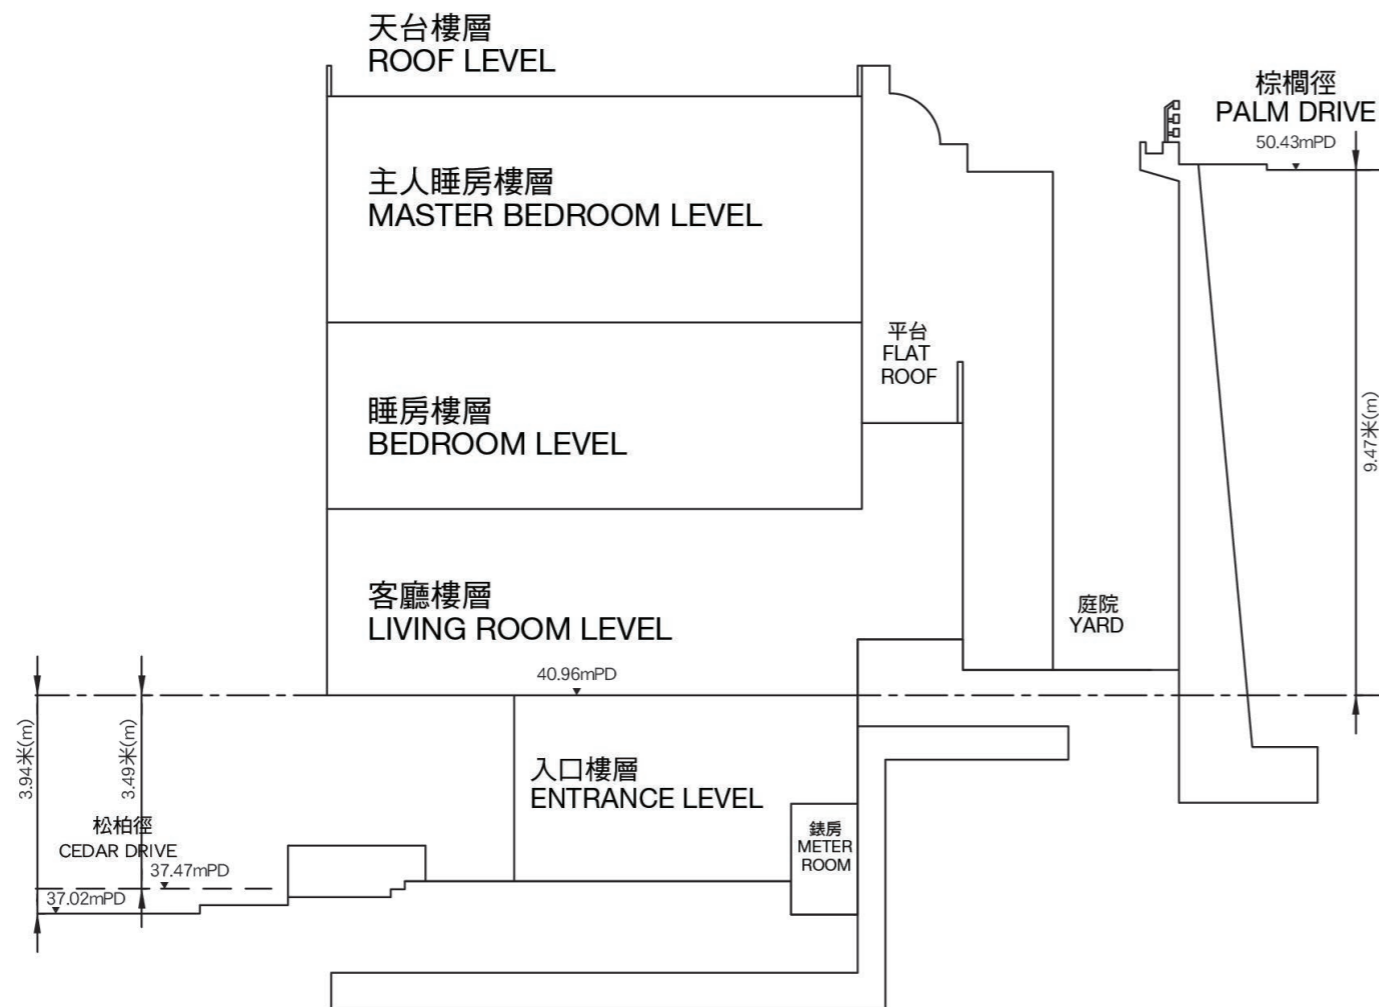 天台樓層
ROOF LEVEL
棕櫚徑
PALM DRIVE
50.43mPD
主人睡房樓層
MASTER BEDROOM LEVEL
平台
FLAT
ROOF
睡房樓層
BEDROOM LEVEL
9.47米(m)
客廳樓層
LIVING ROOM LEVEL
庭院
YARD
40.96mPD
3.94米(m)
3.49米(m)
入口樓層
ENTRANCE LEVEL
松柏徑
CEDAR DRIVE
錶房
METER
ROOM
37.47mPD
37.02mPD